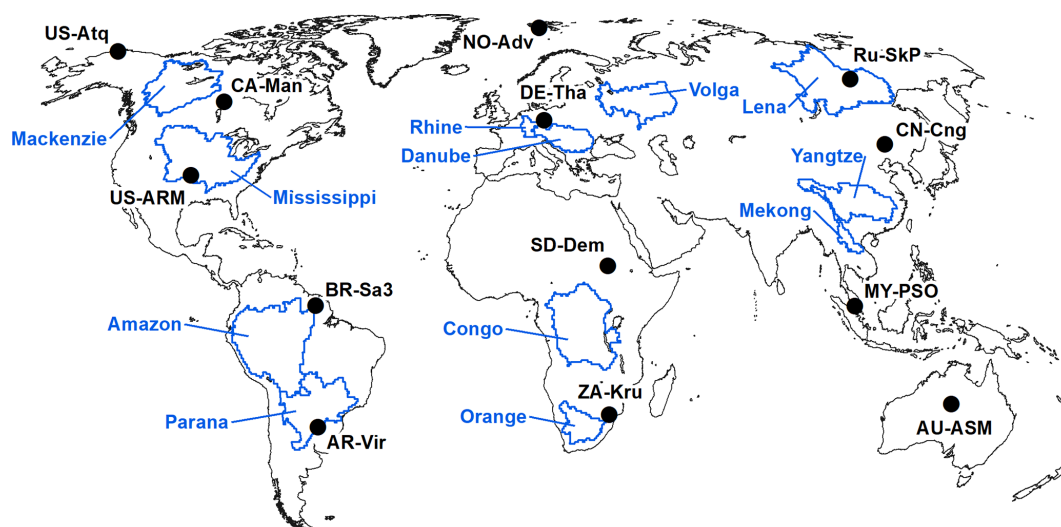 US-Atq
NO-Adv
Ru-SkP
CA-Man
DE-Tha
Volga
Lena
Mackenzie
Rhine
CN-Cng
Danube
Yangtze
US-ARM
Mississippi
Mekong
SD-Dem
BR-Sa3
MY-PSO
Amazon
Congo
ZA-Kru
Parana
Orange
AR-Vir
AU-ASM